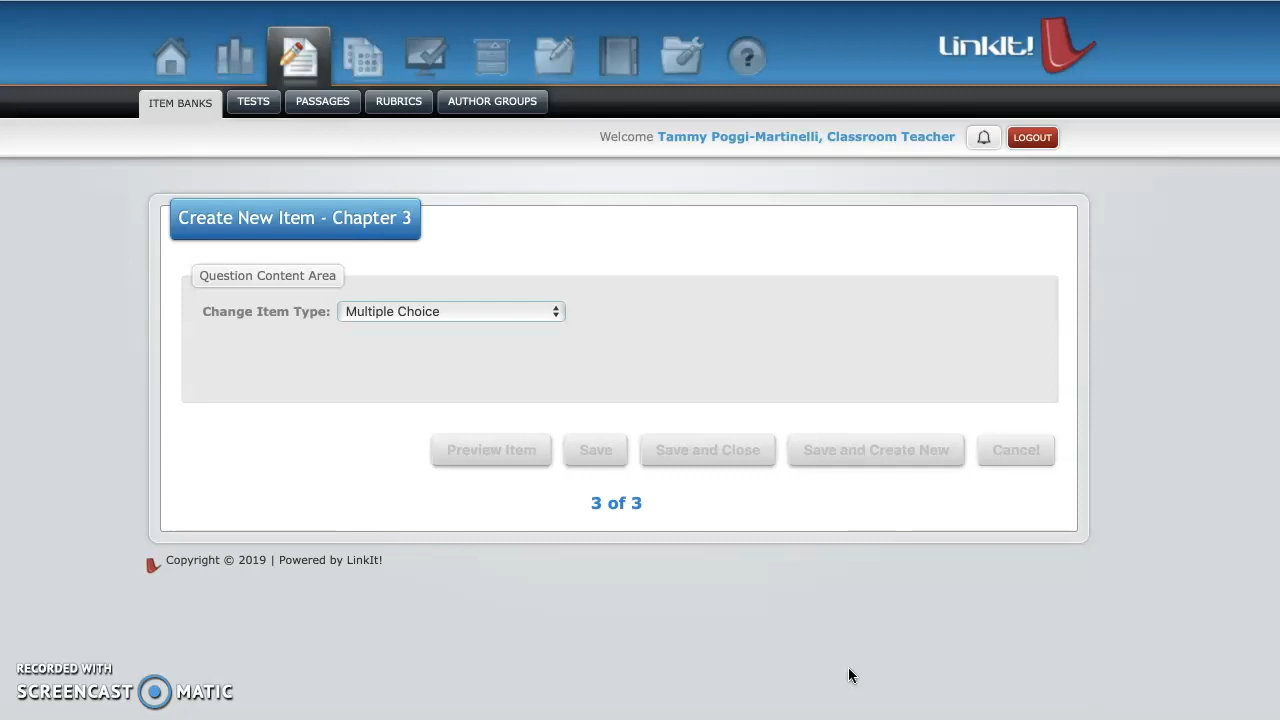 LinkIt!
ITEM BANKS
TESTS
PASSAGES
RUBRICS
AUTHOR GROUPS
Welcome Tammy Poggi-Martinelli, Classroom Teacher
LOGOUT
Create New Item - Chapter 3
Question Content Area
Change Item Type: Multiple Choice
Preview Item
Save
Save and Close
Save and Create New
Cancel
3 of 3
Copyright © 2019 | Powered by LinkIt!
RECORDED WITH
SCREENCAST MATIC